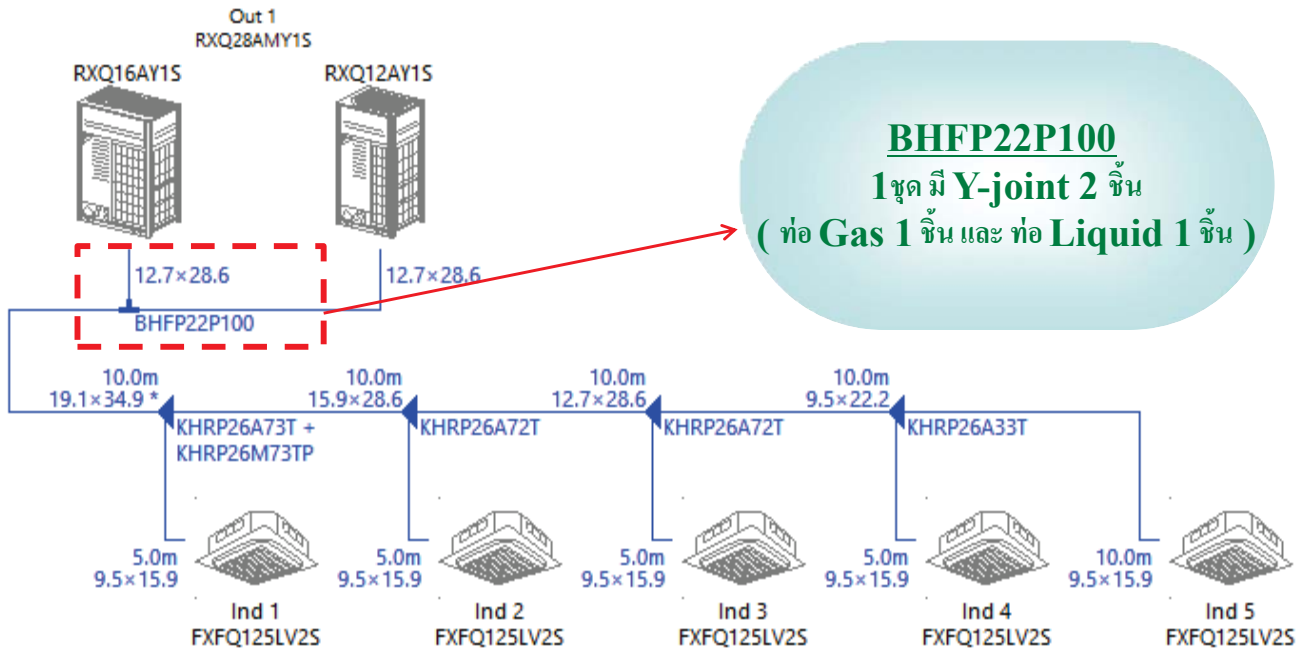 Out 1
RXQ28AMY1S
RXQ16AY1S
RXQ12AY1S
BHFP22P100
1ชุด มี Y-joint 2 ชิ้น
( ท่อ Gas 1 ชิ้น และ ท่อ Liquid 1 ชิ้น )
12.7×28.6
12.7×28.6
BHFP22P100
10.0m
19.1×34.9 *
10.0m
15.9×28.6
10.0m
12.7×28.6
10.0m
9.5×22.2
KHRP26A73T +
KHRP26M73TP
KHRP26A72T
KHRP26A72T
KHRP26A33T
5.0m
9.5×15.9
5.0m
9.5×15.9
5.0m
9.5×15.9
5.0m
9.5×15.9
10.0m
9.5×15.9
Ind 1
FXFQ125LV2S
Ind 2
FXFQ125LV2S
Ind 3
FXFQ125LV2S
Ind 4
FXFQ125LV2S
Ind 5
FXFQ125LV2S